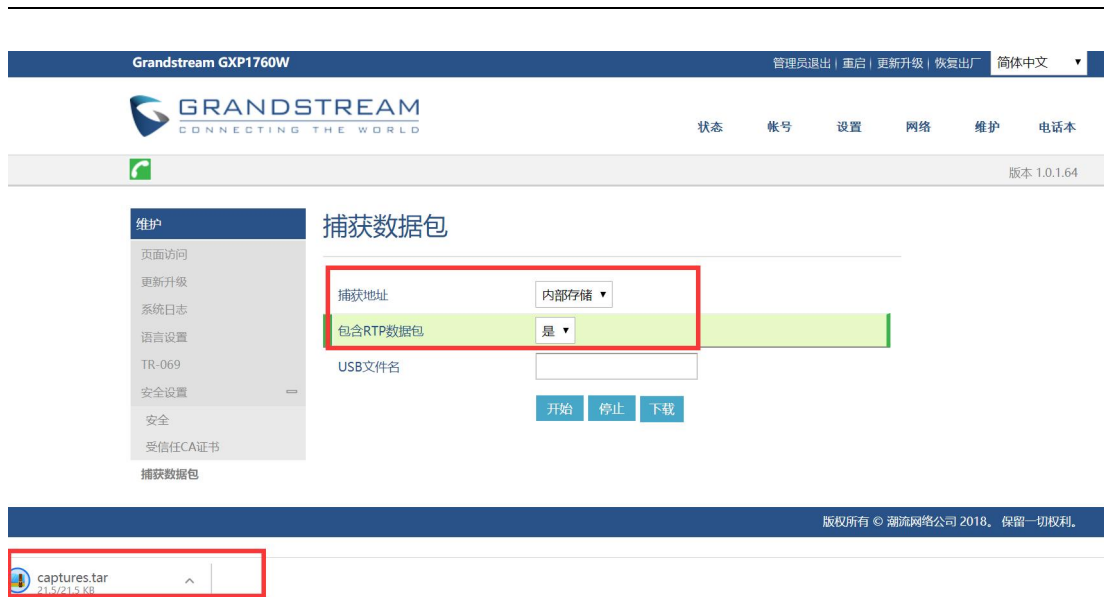 Grandstream GXP1760W
管理员退出 | 重启 | 更新升级 | 恢复出厂 简体中文
GRANDSTREAM
CONNECTING THE WORLD
状态 帐号 设置 网络 维护 电话本
版本 1.0.1.64
维护
页面访问
更新升级
系统日志
语言设置
TR-069
安全设置
安全
受信任CA证书
捕获数据包
捕获数据包
捕获地址 内部存储
包含RTP数据包 是
USB文件名
开始 停止 下载
版权所有 © 潮流网络公司 2018。 保留一切权利。
captures.tar
21.5/21.5 KB